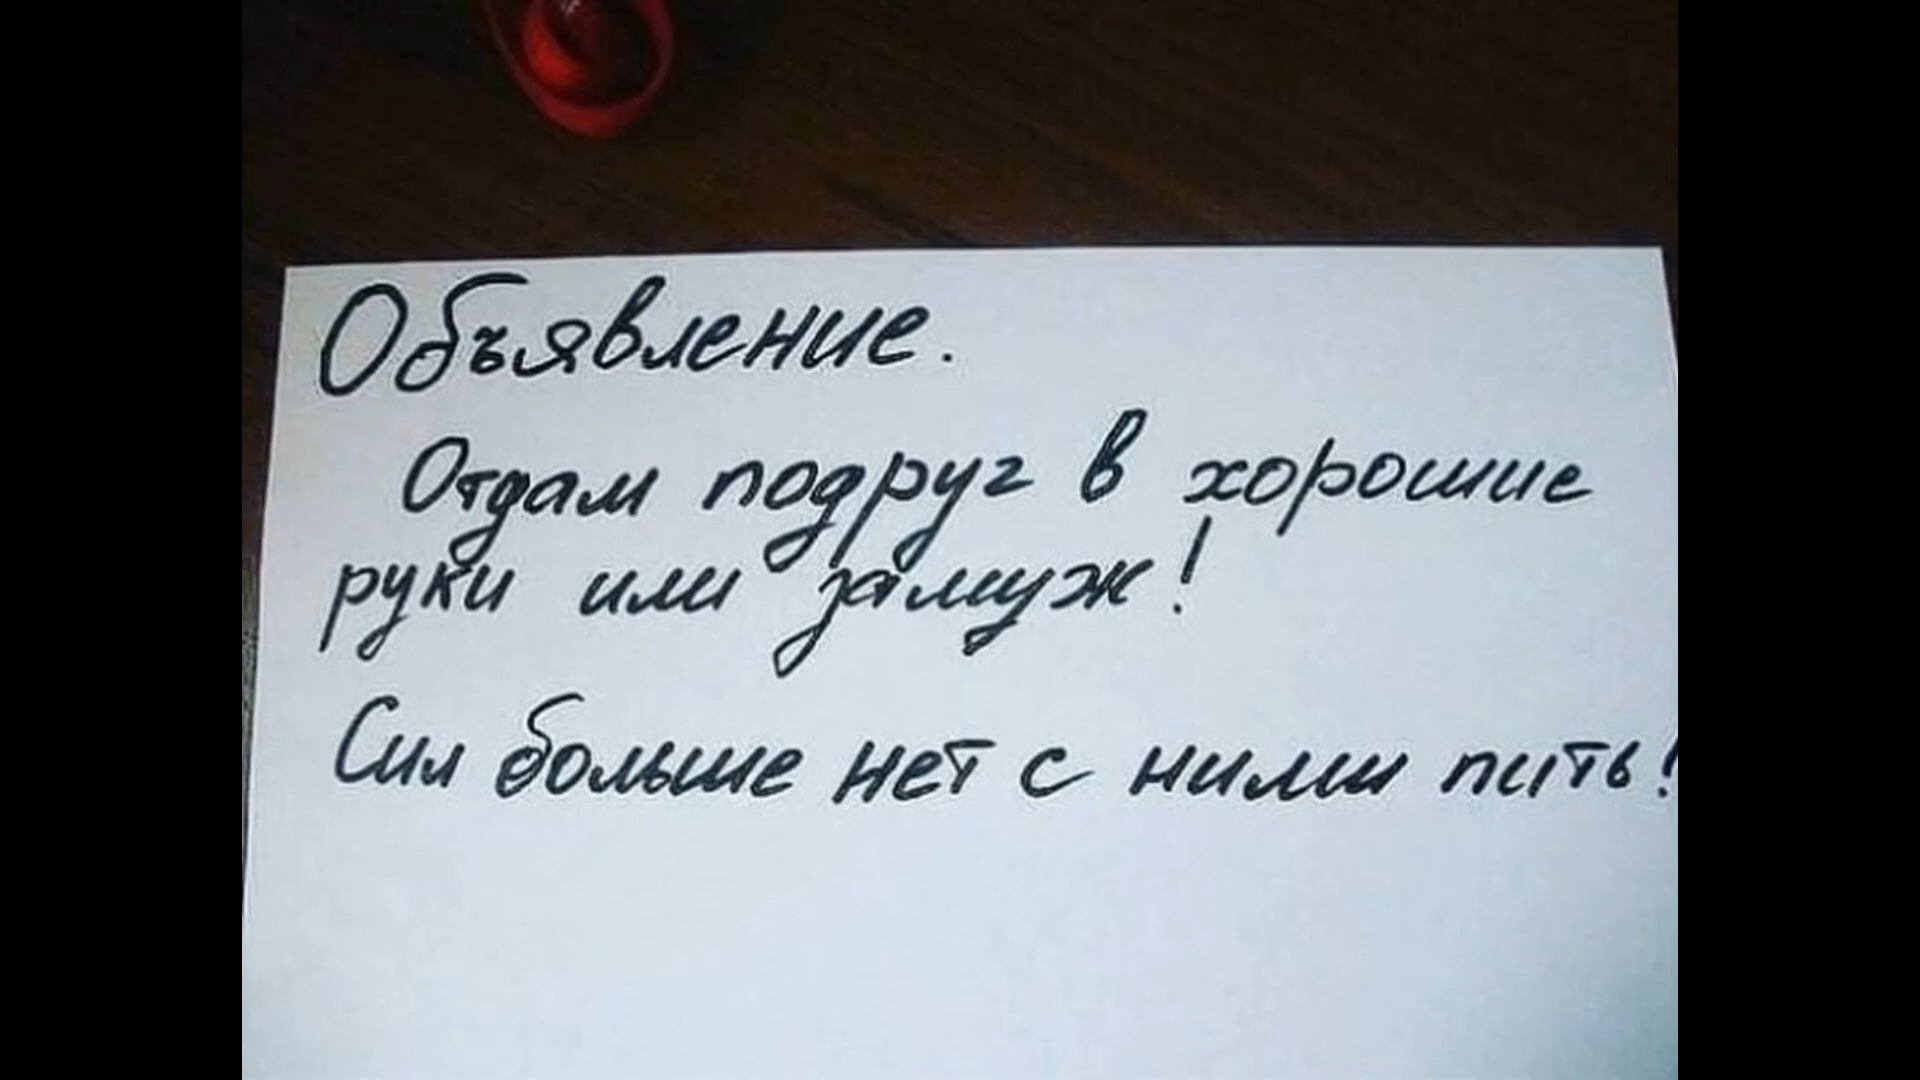 Объявление.
Отдам подруг в хорошие
руки или замуж!
Сил больше нет с ними пить!